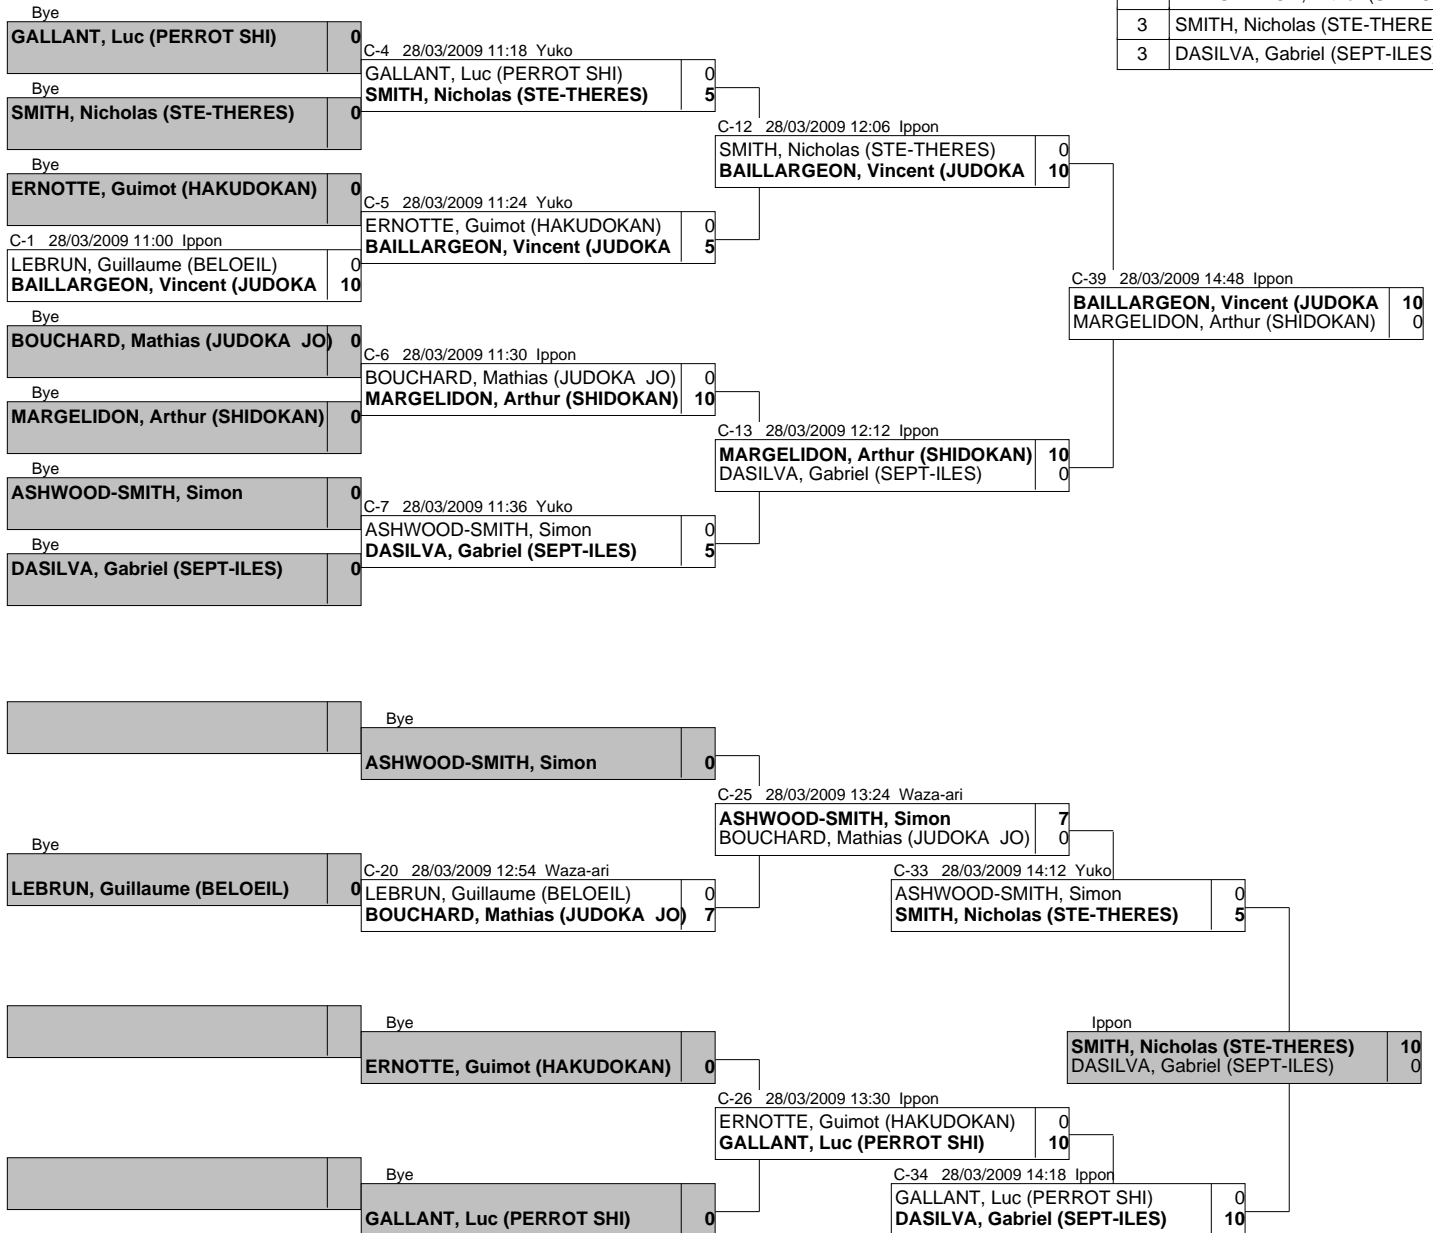 Bye
GALLANT, Luc (PERROT SHI) 0
Bye
SMITH, Nicholas (STE-THERES) 0
Bye
ERNOTTE, Guimot (HAKUDOKAN) 0
C-1 28/03/2009 11:00 Ippon
LEBRUN, Guillaume (BELOEIL) 0
BAILLARGEON, Vincent (JUDOKA 10
Bye
BOUCHARD, Mathias (JUDOKA JO) 0
Bye
MARGELIDON, Arthur (SHIDOKAN) 0
Bye
ASHWOOD-SMITH, Simon 0
Bye
DASILVA, Gabriel (SEPT-ILES) 0
C-4 28/03/2009 11:18 Yuko
GALLANT, Luc (PERROT SHI) 0
SMITH, Nicholas (STE-THERES) 5
C-5 28/03/2009 11:24 Yuko
ERNOTTE, Guimot (HAKUDOKAN) 0
BAILLARGEON, Vincent (JUDOKA 5
C-6 28/03/2009 11:30 Ippon
BOUCHARD, Mathias (JUDOKA JO) 0
MARGELIDON, Arthur (SHIDOKAN) 10
C-7 28/03/2009 11:36 Yuko
ASHWOOD-SMITH, Simon 0
DASILVA, Gabriel (SEPT-ILES) 5
C-12 28/03/2009 12:06 Ippon
SMITH, Nicholas (STE-THERES) 0
BAILLARGEON, Vincent (JUDOKA 10
C-13 28/03/2009 12:12 Ippon
MARGELIDON, Arthur (SHIDOKAN) 10
DASILVA, Gabriel (SEPT-ILES) 0
C-39 28/03/2009 14:48 Ippon
BAILLARGEON, Vincent (JUDOKA 10
MARGELIDON, Arthur (SHIDOKAN) 0
3 SMITH, Nicholas (STE-THERE
3 DASILVA, Gabriel (SEPT-ILES
Bye
LEBRUN, Guillaume (BELOEIL) 0
Bye
ASHWOOD-SMITH, Simon 0
C-20 28/03/2009 12:54 Waza-ari
LEBRUN, Guillaume (BELOEIL) 0
BOUCHARD, Mathias (JUDOKA JO) 7
Bye
ERNOTTE, Guimot (HAKUDOKAN) 0
Bye
GALLANT, Luc (PERROT SHI) 0
C-25 28/03/2009 13:24 Waza-ari
ASHWOOD-SMITH, Simon 7
BOUCHARD, Mathias (JUDOKA JO) 0
C-26 28/03/2009 13:30 Ippon
ERNOTTE, Guimot (HAKUDOKAN) 0
GALLANT, Luc (PERROT SHI) 10
C-33 28/03/2009 14:12 Yuko
ASHWOOD-SMITH, Simon 0
SMITH, Nicholas (STE-THERES) 5
C-34 28/03/2009 14:18 Ippon
GALLANT, Luc (PERROT SHI) 0
DASILVA, Gabriel (SEPT-ILES) 10
Ippon
SMITH, Nicholas (STE-THERES) 10
DASILVA, Gabriel (SEPT-ILES) 0